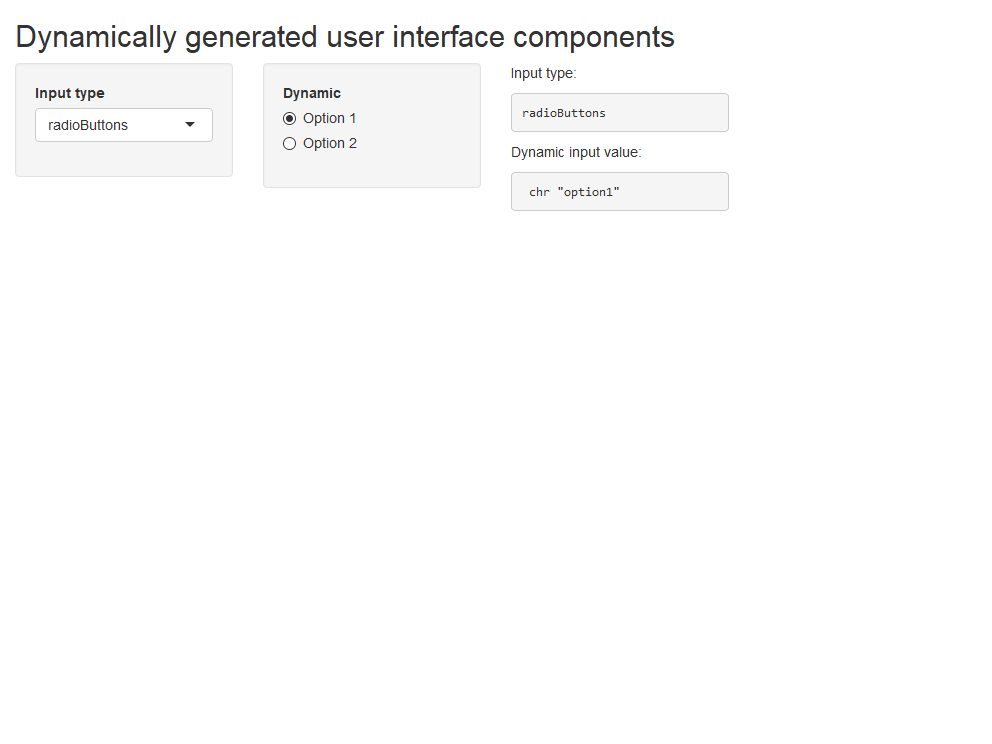 Dynamically generated user interface components
Input type
radioButtons
Dynamic
Option 1
Option 2
Input type:
radioButtons
Dynamic input value:
chr "option1"